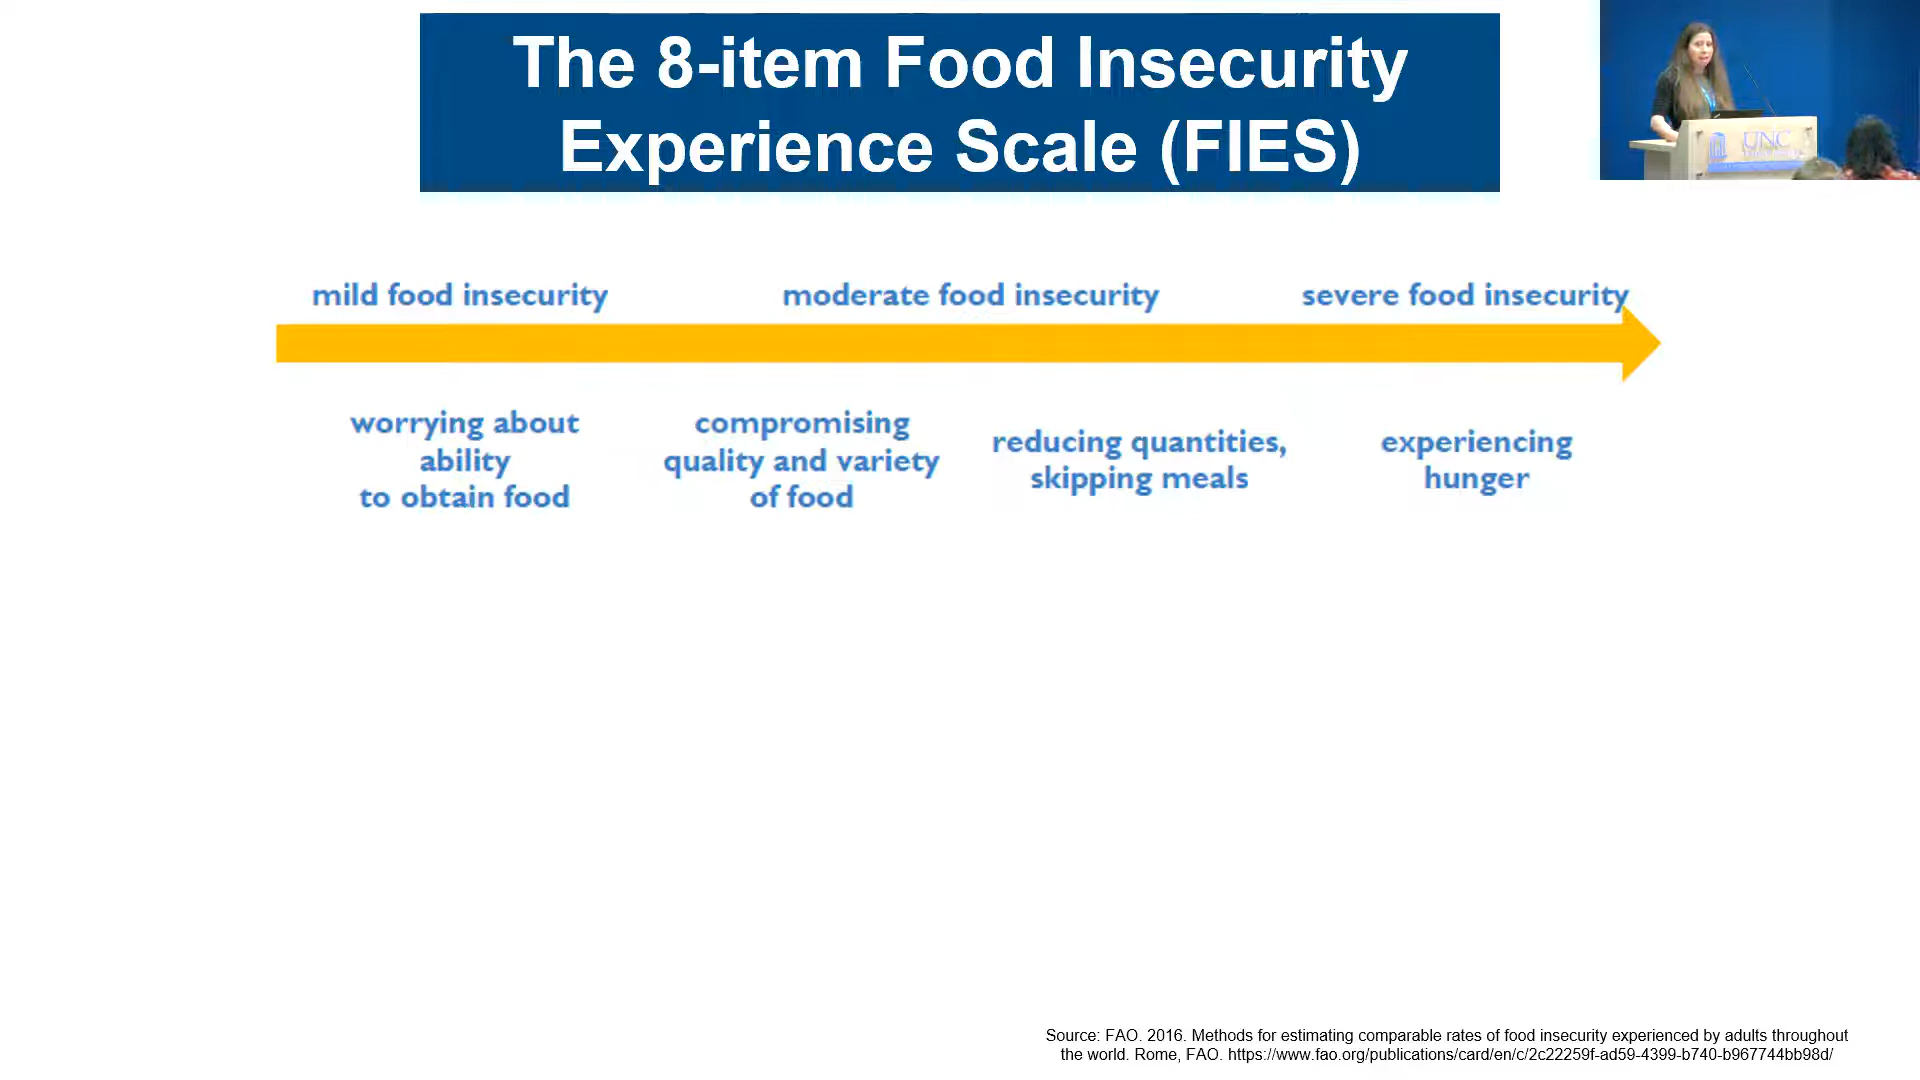 The 8-item Food Insecurity
Experience Scale (FIES)
UNC
mild food insecurity
moderate food insecurity
severe food insecurity
worrying about
ability
to obtain food
compromising
quality and variety
of food
reducing quantities,
skipping meals
experiencing
hunger
Source: FAO. 2016. Methods for estimating comparable rates of food insecurity experienced by adults throughout
the world. Rome, FAO. https://www.fao.org/publications/card/en/c/2c22259f-ad59-4399-b740-b967744bb98d/